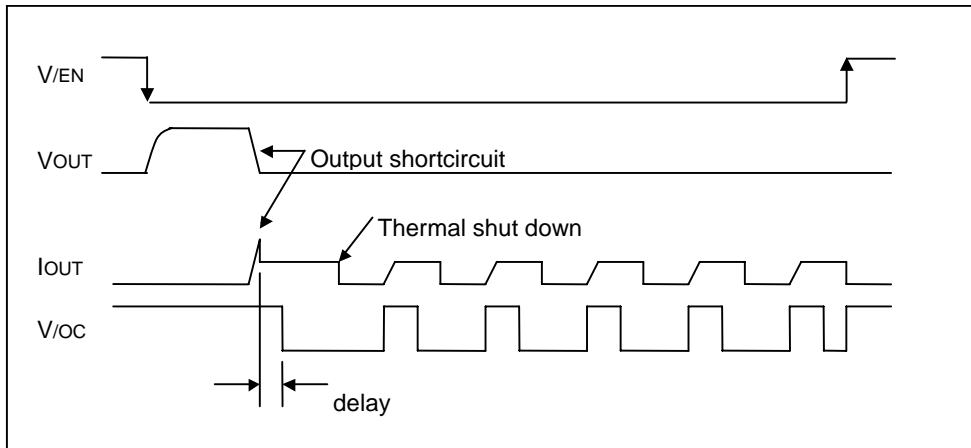 V/EN
VOUT
Output shortcircuit
Thermal shut down
IOUT
V/OC
delay